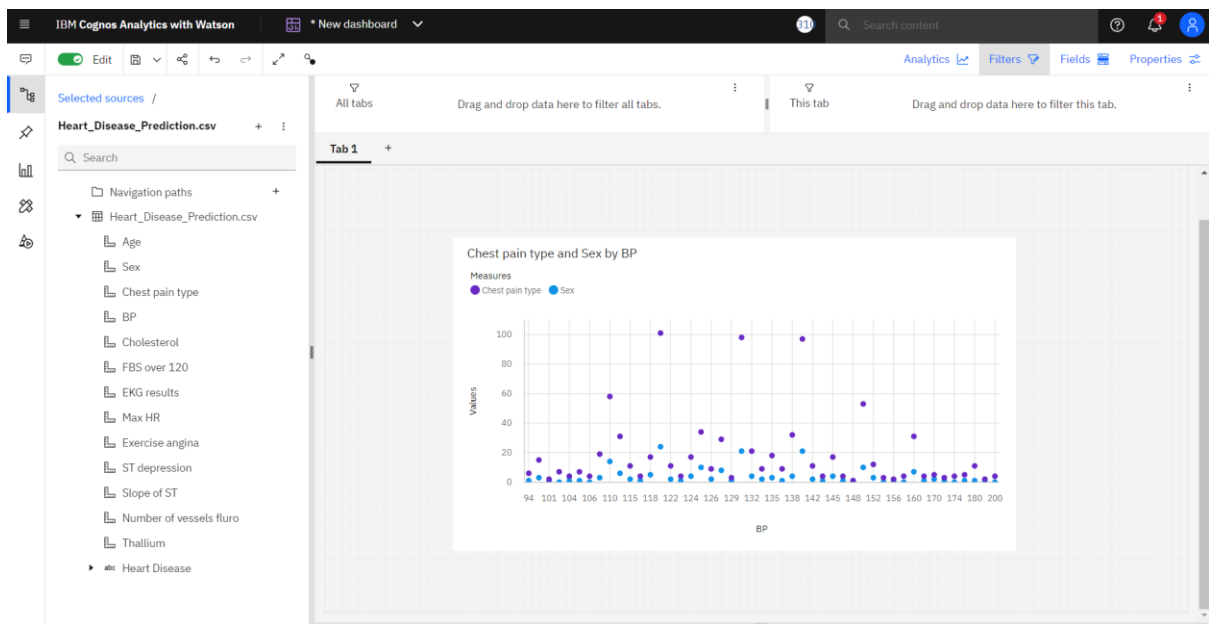 IBM Cognos Analytics with Watson
* New dashboard
310
Search content
1
Edit
Analytics
Filters
Fields
Properties
Selected sources /
Heart_Disease_Prediction.csv
Search
Navigation paths
Heart_Disease_Prediction.csv
Age
Sex
Chest pain type
BP
Cholesterol
FBS over 120
EKG results
Max HR
Exercise angina
ST depression
Slope of ST
Number of vessels fluro
Thallium
abc Heart Disease
All tabs
Drag and drop data here to filter all tabs.
This tab
Drag and drop data here to filter this tab.
Tab 1 +
Chest pain type and Sex by BP
Measures
Chest pain type Sex
Values
100
80
60
40
20
0
94 101 104 106 110 115 118 122 124 126 129 132 135 138 142 145 148 152 156 160 170 174 180 200
BP